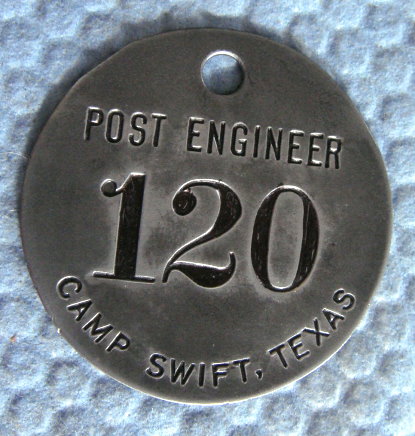 POST ENGINEER
120
CAMP SWIFT, TEXAS